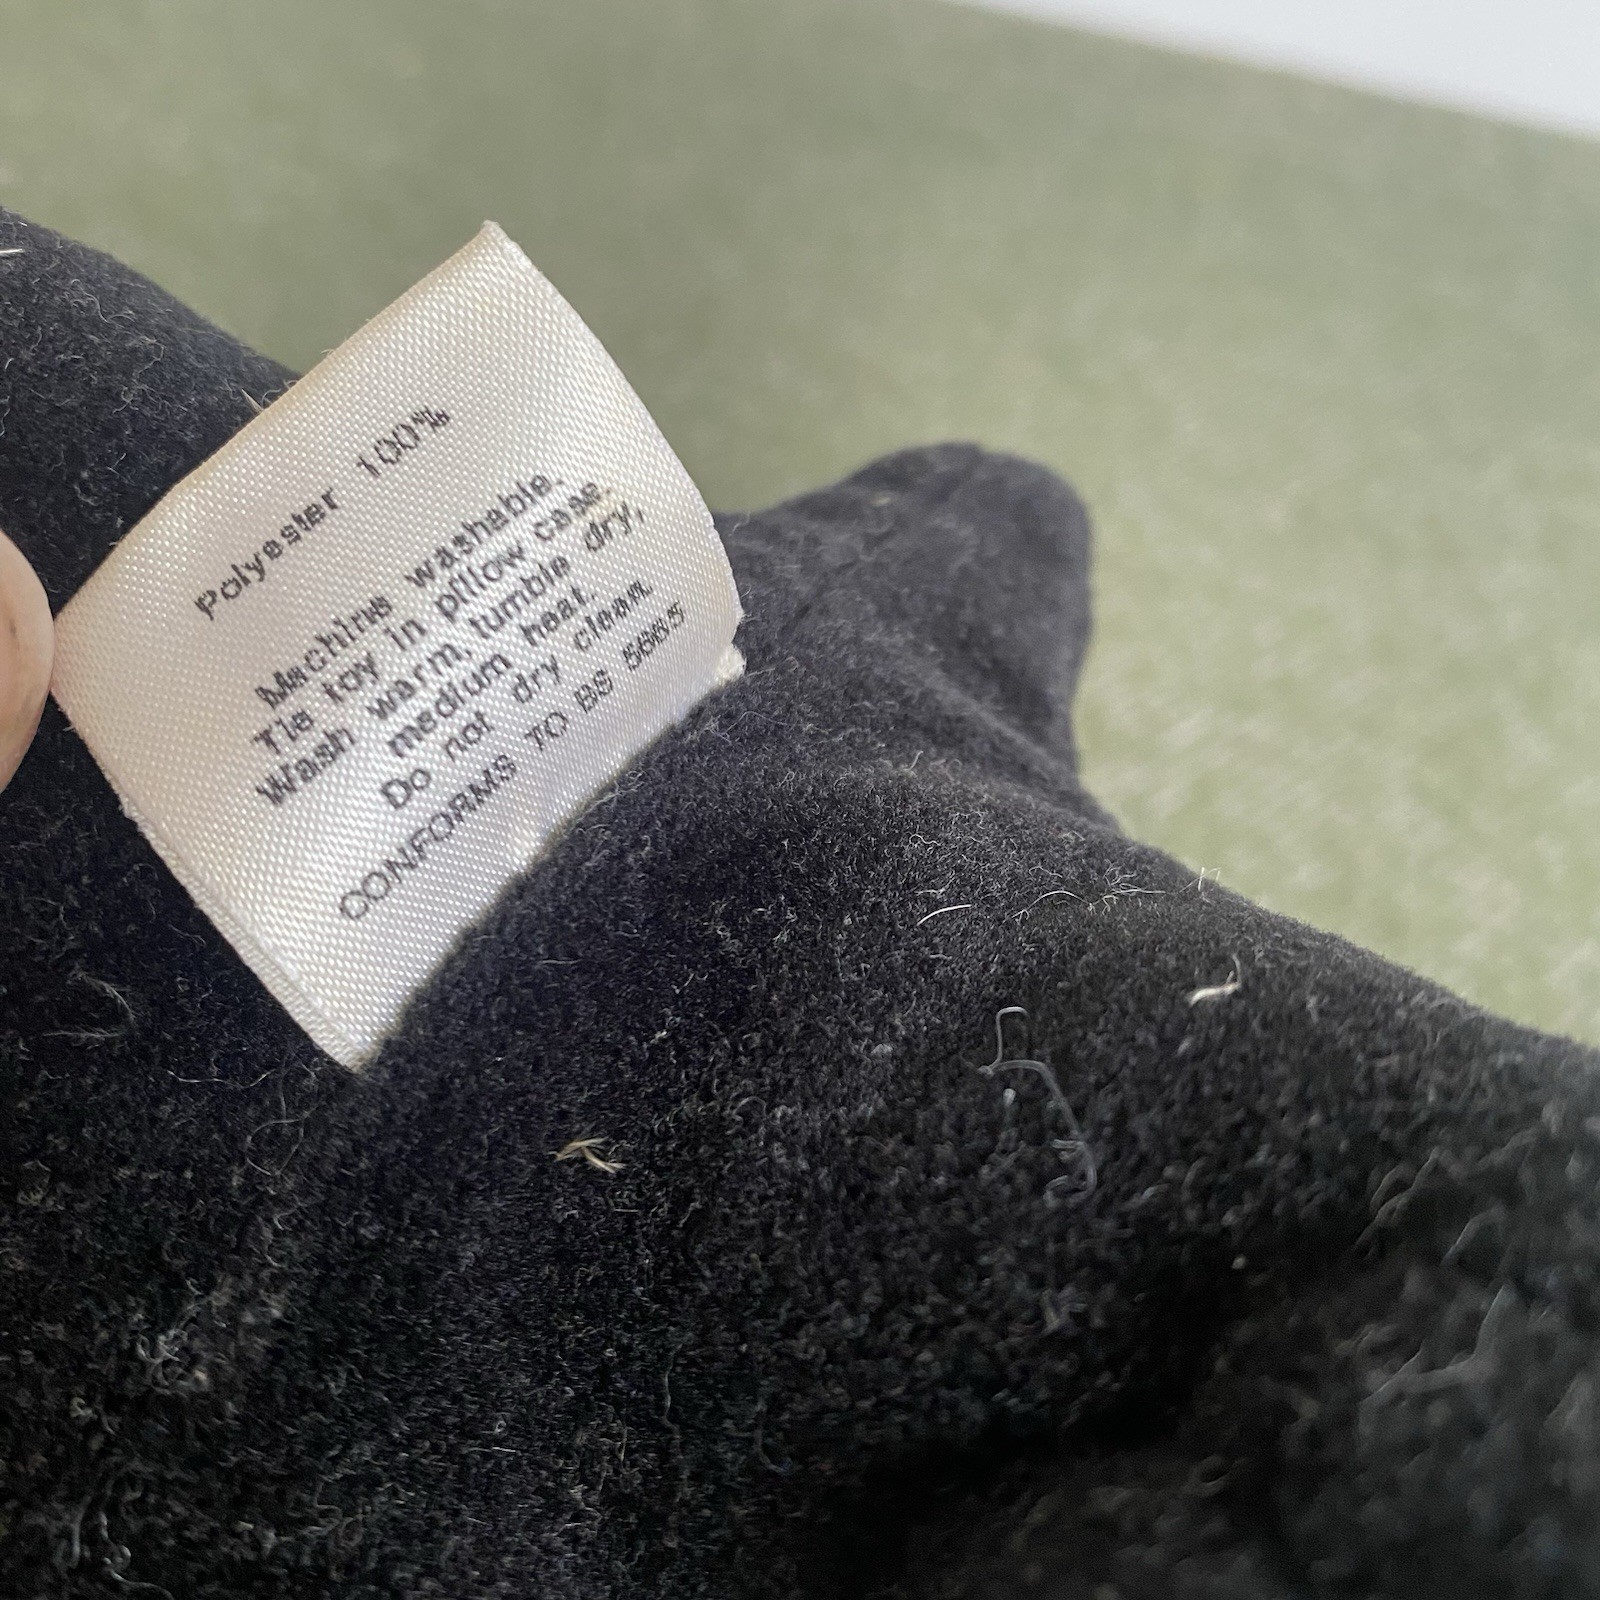 Polyester 100%
Machine washable.
Tie toy in pillow case.
Wash warm, tumble dry,
medium heat.
Do not dry clean.
CONFORMS TO BS 5665